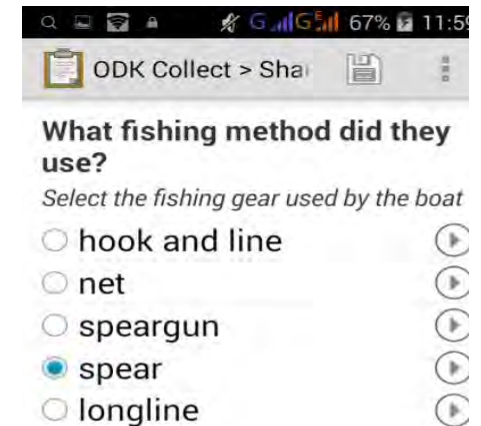 G G E 67% 11:59
ODK Collect > Sha
What fishing method did they
use?
Select the fishing gear used by the boat
hook and line
net
speargun
spear
longline